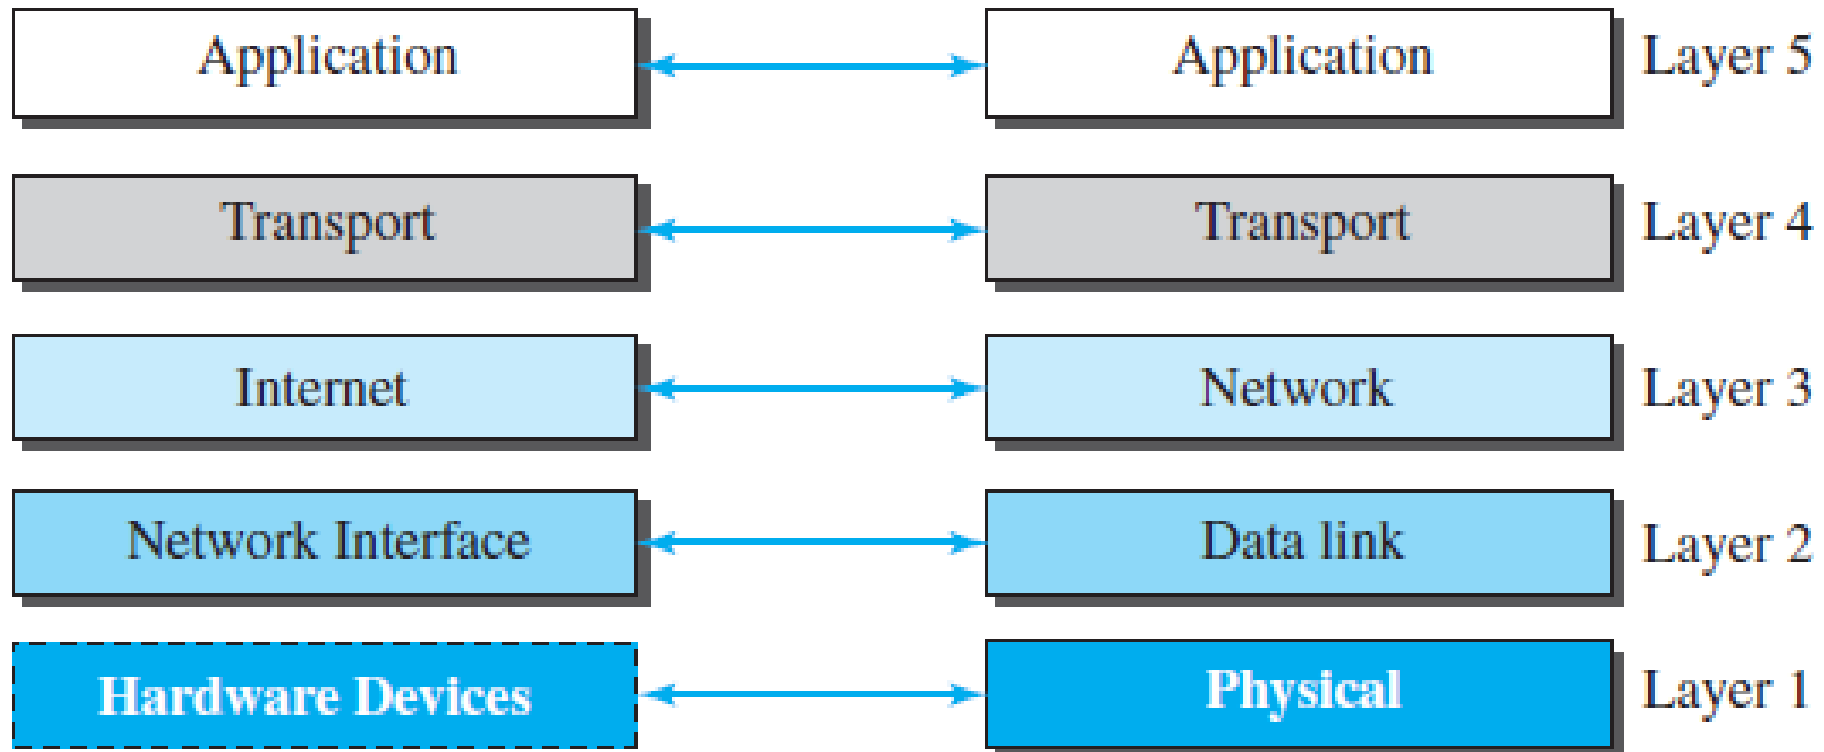 Application Application Layer 5
Transport Transport Layer 4
Internet Network Layer 3
Network Interface Data link Layer 2
Hardware Devices Physical Layer 1